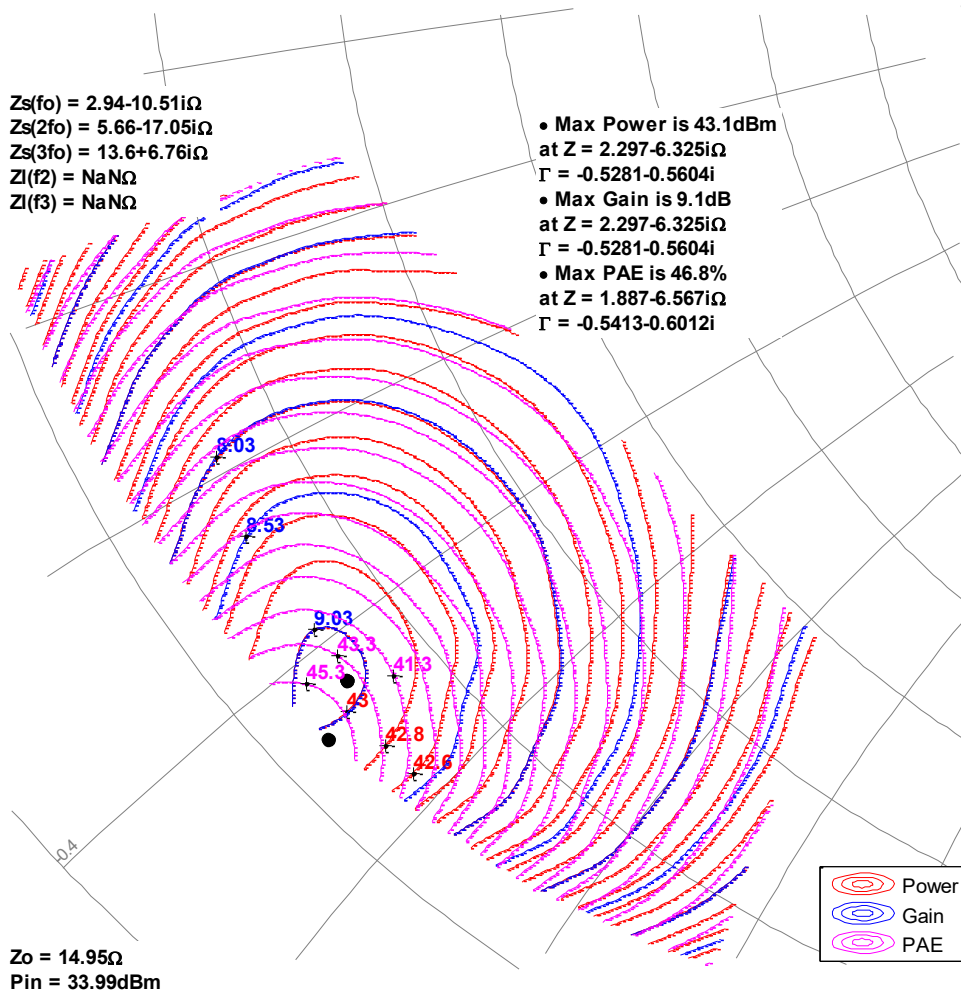 Zs(fo) = 2.94-10.51iΩ
Zs(2fo) = 5.66-17.05iΩ
Zs(3fo) = 13.6+6.76iΩ
Zl(f2) = NaNΩ
Zl(f3) = NaNΩ
• Max Power is 43.1dBm
at Z = 2.297-6.325iΩ
Γ = -0.5281-0.5604i
• Max Gain is 9.1dB
at Z = 2.297-6.325iΩ
Γ = -0.5281-0.5604i
• Max PAE is 46.8%
at Z = 1.887-6.567iΩ
Γ = -0.5413-0.6012i
8.03
8.53
9.03
43.3
45.3
41.3
43
42.8
42.6
-0.4
Power
Gain
PAE
Zo = 14.95Ω
Pin = 33.99dBm